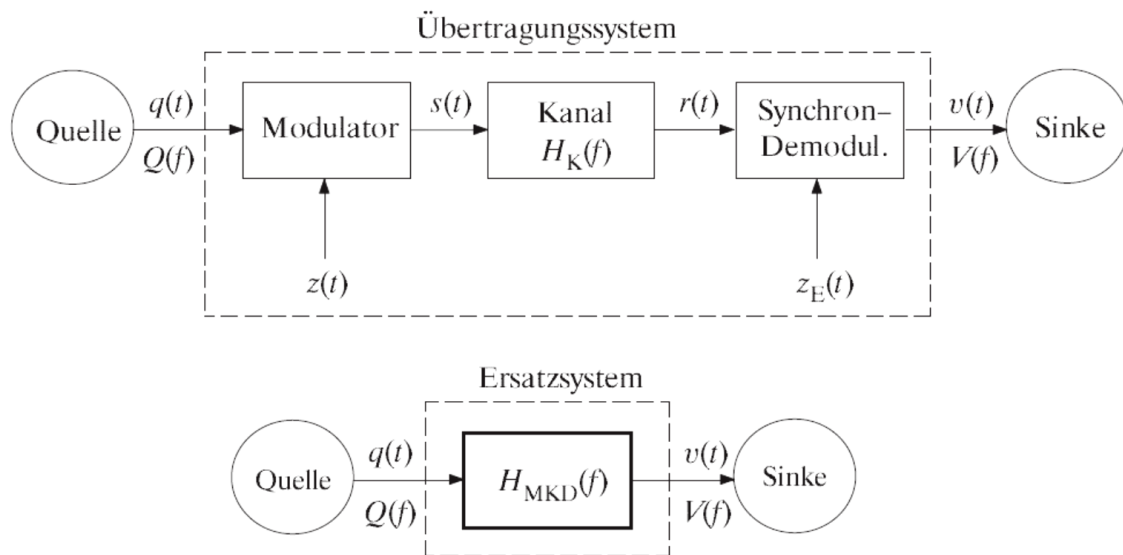 Übertragungssystem
Quelle
q(t)
Q(f)
Modulator
s(t)
Kanal
H_K(f)
r(t)
Synchron–
Demodul.
v(t)
V(f)
Sinke
z(t)
z_E(t)
Ersatzsystem
Quelle
q(t)
Q(f)
H_MKD(f)
v(t)
V(f)
Sinke